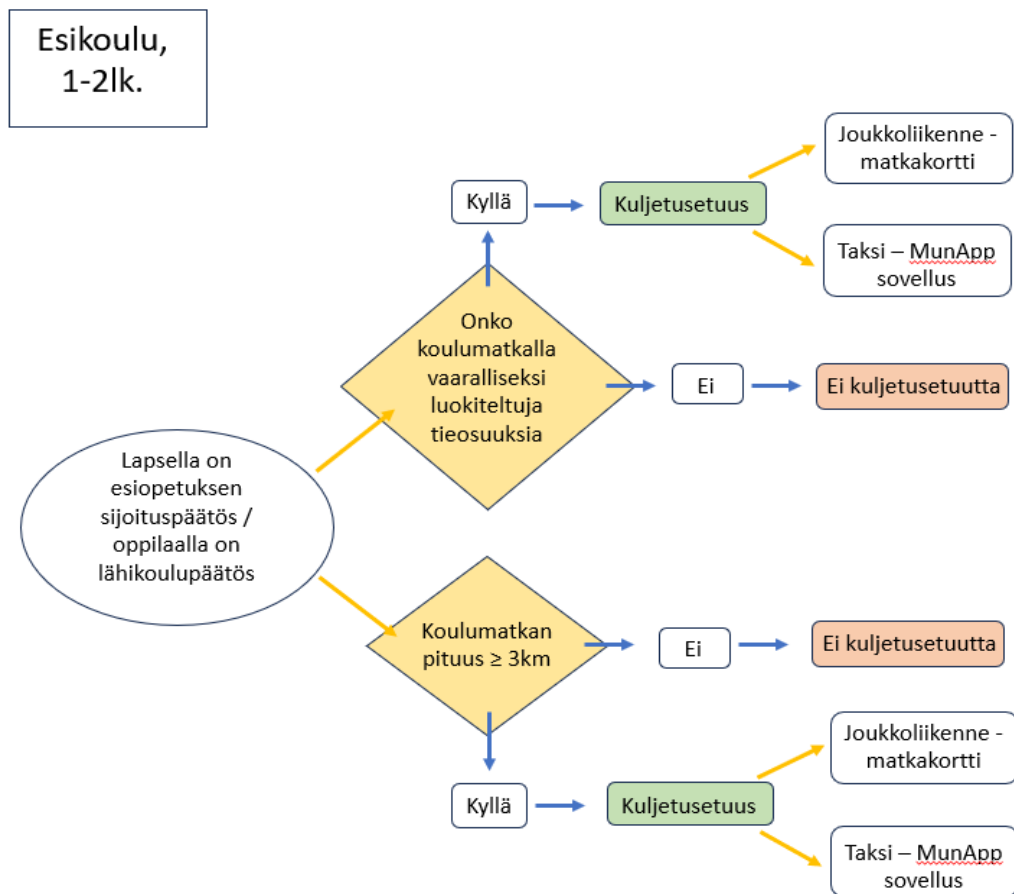 Esikoulu,
1-2lk.
Joukkoliikenne -
matkakortti
Kyllä
Kuljetusetuus
Taksi – MunApp
sovellus
Onko
koulumatkalla
vaaralliseksi
luokiteltuja
tieosuuksia
Ei
Ei kuljetusetuutta
Lapsella on
esiopetuksen
sijoituspäätös /
oppilaalla on
lähikoulupäätös
Koulumatkan
pituus ≥ 3km
Ei
Ei kuljetusetuutta
Kyllä
Kuljetusetuus
Joukkoliikenne -
matkakortti
Taksi – MunApp
sovellus